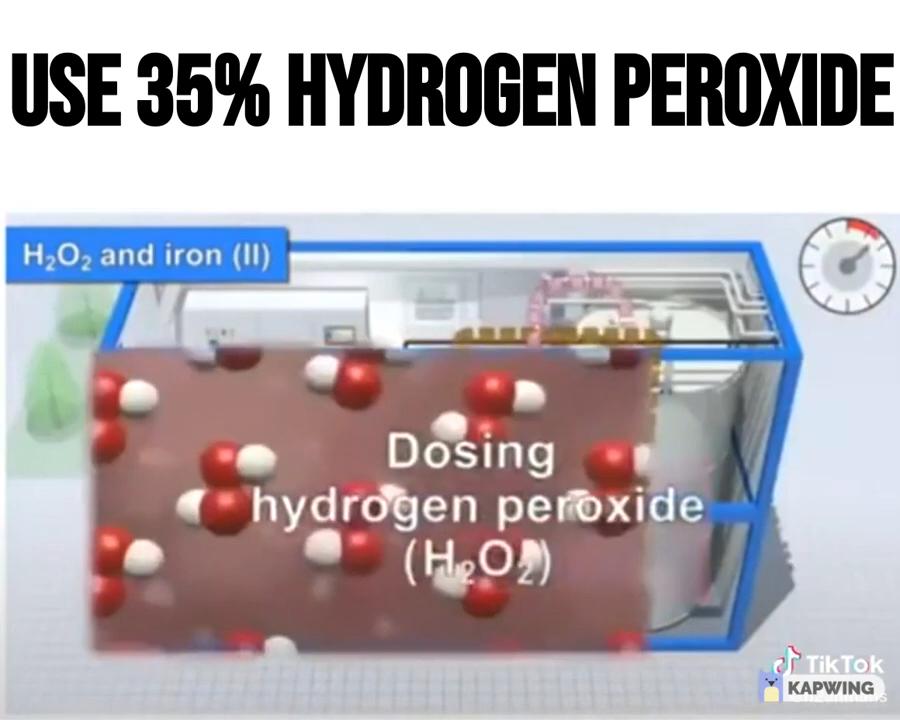 USE 35% HYDROGEN PEROXIDE
H₂O₂ and iron (II)
Dosing
hydrogen peroxide
(H₂O₂)
TikTok
KAPWING